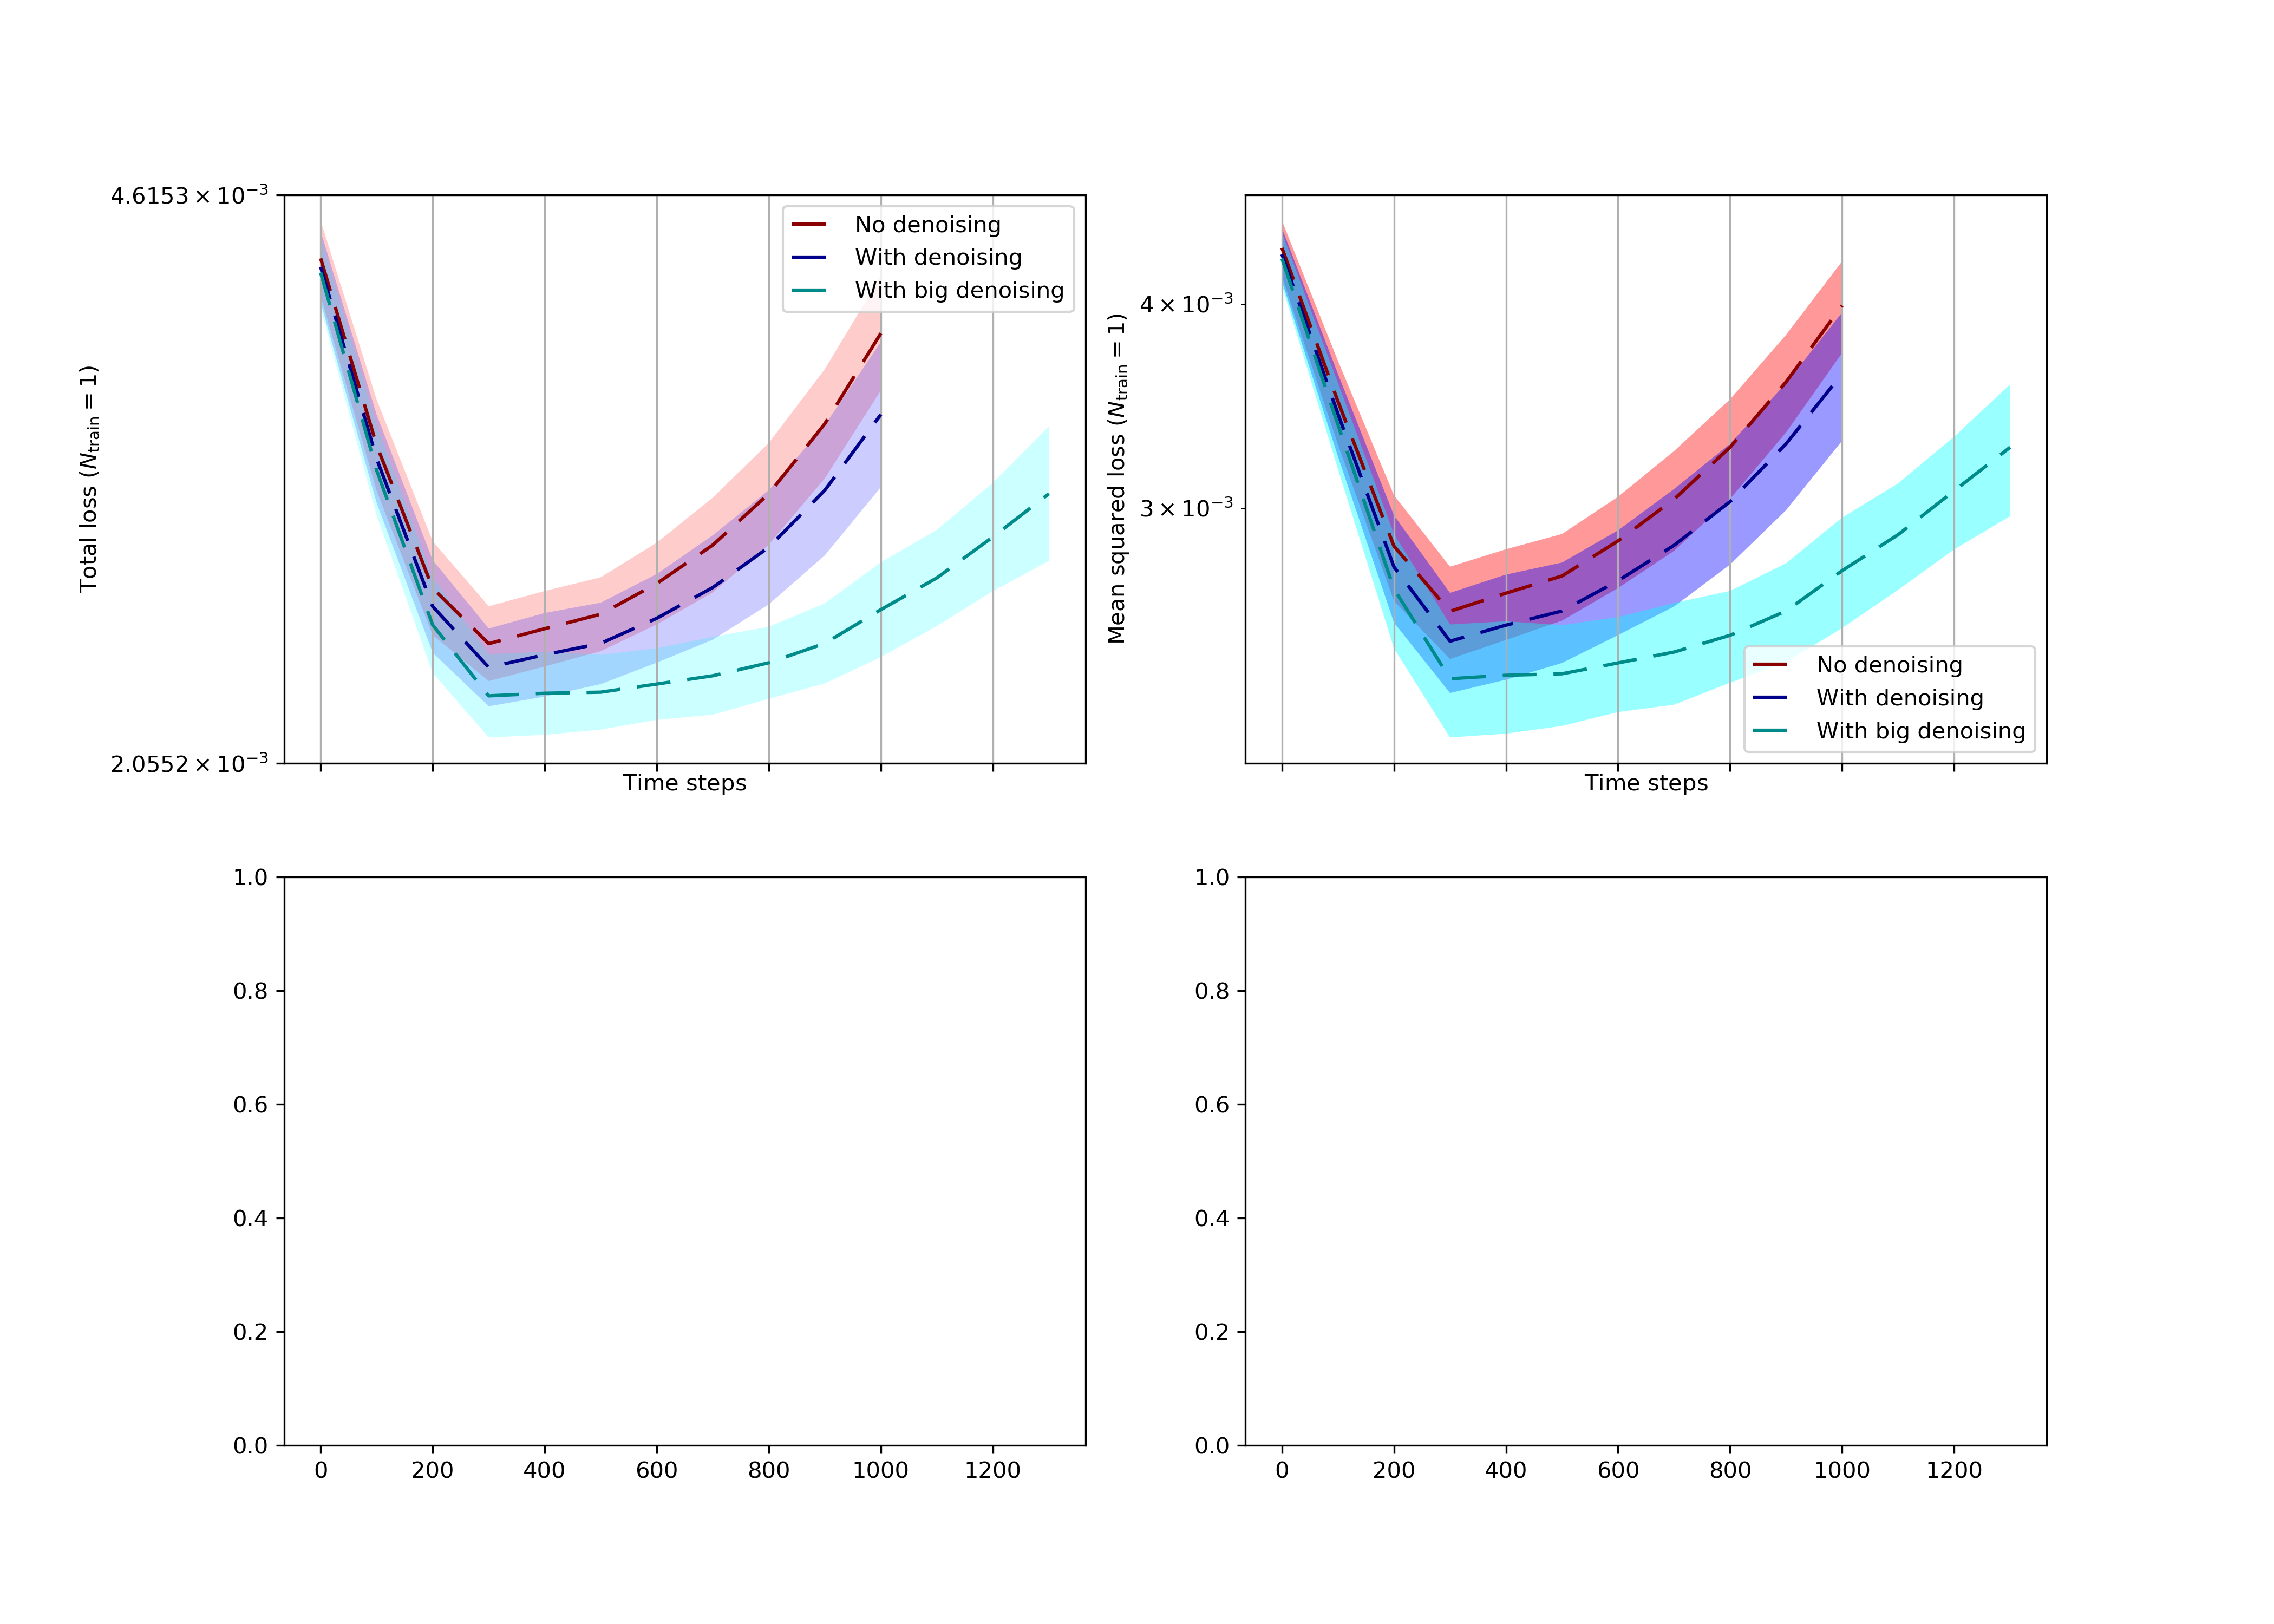 4.6153 × 10⁻³
2.0552 × 10⁻³
Total loss (N_train = 1)
No denoising
With denoising
With big denoising
Time steps
4 × 10⁻³
3 × 10⁻³
Mean squared loss (N_train = 1)
No denoising
With denoising
With big denoising
Time steps
1.0
0.8
0.6
0.4
0.2
0.0
0 200 400 600 800 1000 1200
1.0
0.8
0.6
0.4
0.2
0.0
0 200 400 600 800 1000 1200